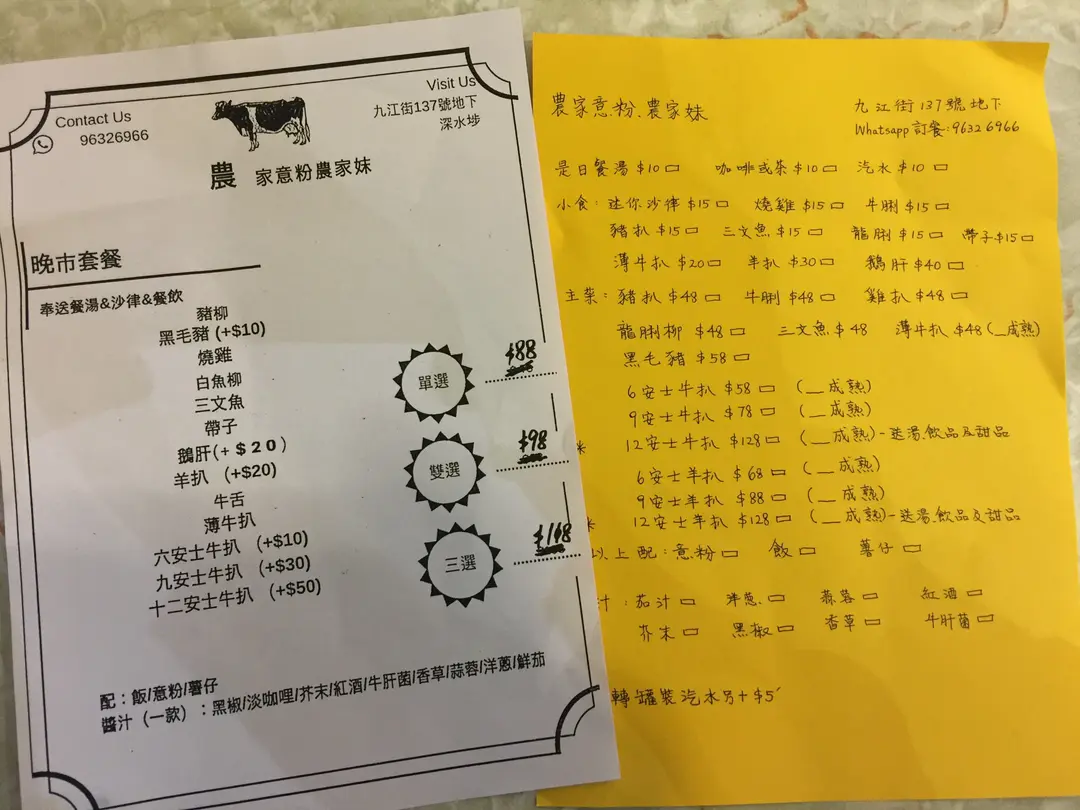 Contact Us
96326966
Visit Us
九江街137號地下
深水埗
農 家意粉農家妹
晚市套餐
奉送餐湯&沙律&餐飲
豬柳
黑毛豬 (+$10)
燒雞
白魚柳
三文魚
帶子
鵝肝(+ $20)
羊扒 (+$20)
牛舌
薄牛扒
六安士牛扒 (+$10)
九安士牛扒 (+$30)
十二安士牛扒 (+$50)
單選 $88
雙選 $98
三選
配：飯/意粉/薯仔
醬汁（一款）：黑椒/淡咖哩/芥末/紅酒/牛肝菌/香草/蒜蓉/洋蔥/鮮茄
農家意粉、農家妹
九江街137號地下
Whatsapp 訂餐:9632 6966
是日餐湯 $10 咖啡或茶 $10 汽水 $10
小食: 迷你沙律 $15 燒雞 $15 牛脷 $15
豬扒 $15 三文魚 $15 龍脷 $15 帶子 $15
薄牛扒 $20 羊扒 $30 鵝肝 $40
主菜: 豬扒 $48 牛脷 $48 雞扒 $48
龍脷柳 $48 三文魚 $48 薄牛扒 $48 (_成熟)
黑毛豬 $58
6安士牛扒 $58 (_成熟)
9安士牛扒 $78 (_成熟)
12安士牛扒 $128 (_成熟)-送湯、飲品及甜品
6安士羊扒 $68 (_成熟)
9安士羊扒 $88 (_成熟)
12安士羊扒 $128 (_成熟)-送湯、飲品及甜品
以上配: 意粉 飯 薯仔
汁: 茄汁 洋蔥 蒜蓉 紅酒
芥末 黑椒 香草 牛肝菌
轉罐裝汽水另+$5